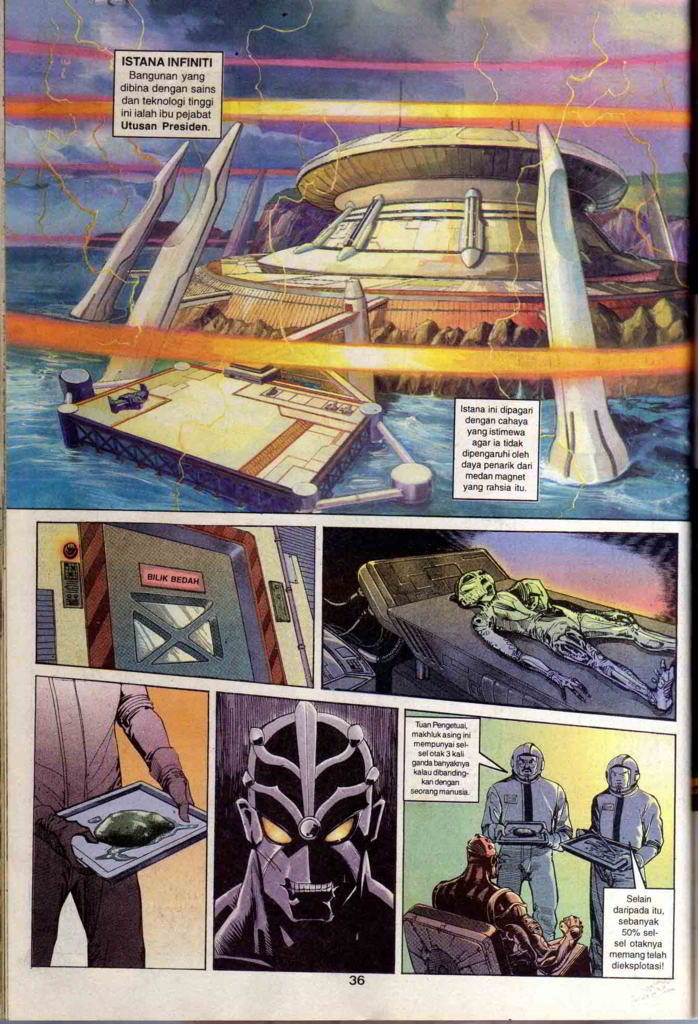 ISTANA INFINITI
Bangunan yang
dibina dengan sains
dan teknologi tinggi
ini ialah ibu pejabat
Utusan Presiden.
Istana ini dipagari
dengan cahaya
yang istimewa
agar ia tidak
dipengaruhi oleh
daya penarik dari
medan magnet
yang rahsia itu.
BILIK BEDAH
Tuan Pengetuai,
makhluk asing ini
mempunyai sel-
sel otak 3 kali
ganda banyaknya
kalau dibanding-
kan dengan
seorang manusia.
Selain
daripada itu,
sebanyak
50% sel-
sel otaknya
memang telah
dieksplotasi!
36